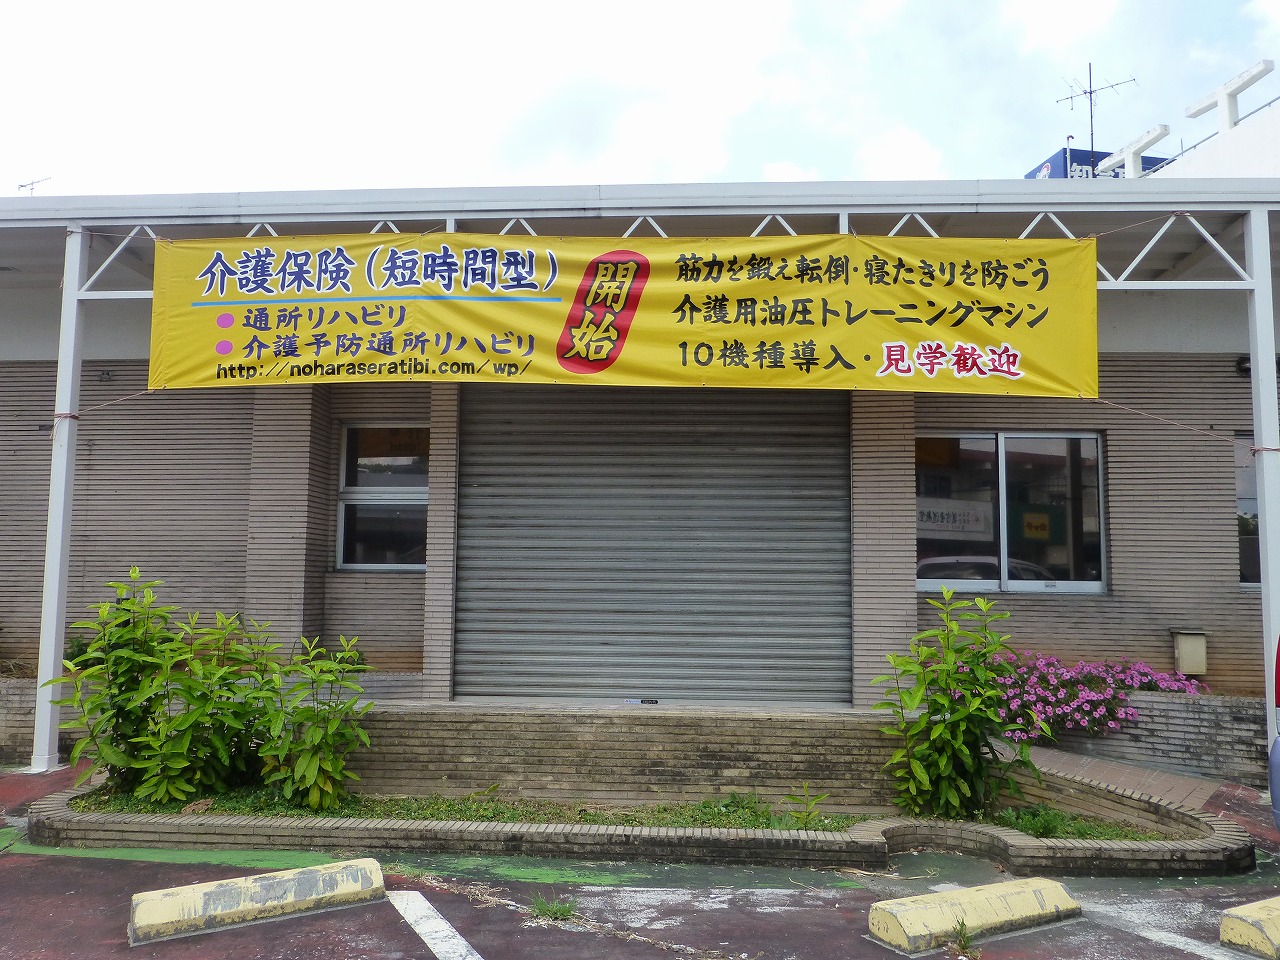 介護保険(短時間型)
●通所リハビリ
●介護予防通所リハビリ
http://noharaseratibi.com/wp/
開始
筋力を鍛え転倒・寝たきりを防ごう
介護用油圧トレーニングマシン
10機種導入・見学歓迎